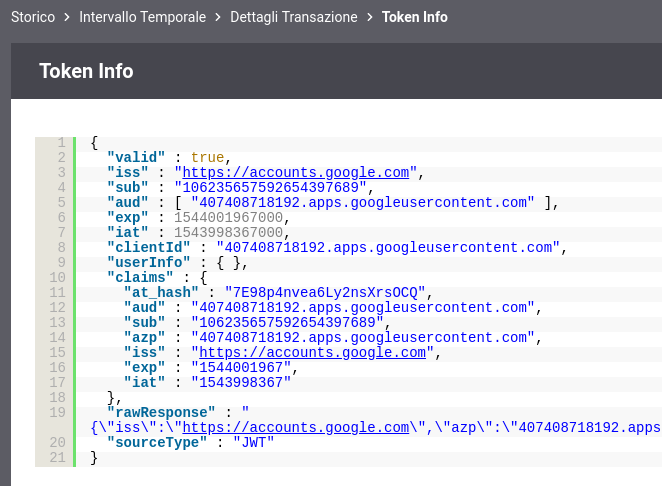 Storico > Intervallo Temporale > Dettagli Transazione > Token Info
Token Info
1 {
2 "valid" : true,
3 "iss" : "https://accounts.google.com",
4 "sub" : "106235657592654397689",
5 "aud" : [ "407408718192.apps.googleusercontent.com" ],
6 "exp" : 1544001967000,
7 "iat" : 1543998367000,
8 "clientId" : "407408718192.apps.googleusercontent.com",
9 "userInfo" : { },
10 "claims" : {
11 "at_hash" : "7E98p4nvea6Ly2nsXrsOCQ",
12 "aud" : "407408718192.apps.googleusercontent.com",
13 "sub" : "106235657592654397689",
14 "azp" : "407408718192.apps.googleusercontent.com",
15 "iss" : "https://accounts.google.com",
16 "exp" : "1544001967",
17 "iat" : "1543998367"
18 },
19 "rawResponse" : "
{\"iss\":\"https://accounts.google.com\",\"azp\":\"407408718192.apps
20 "sourceType" : "JWT"
21 }